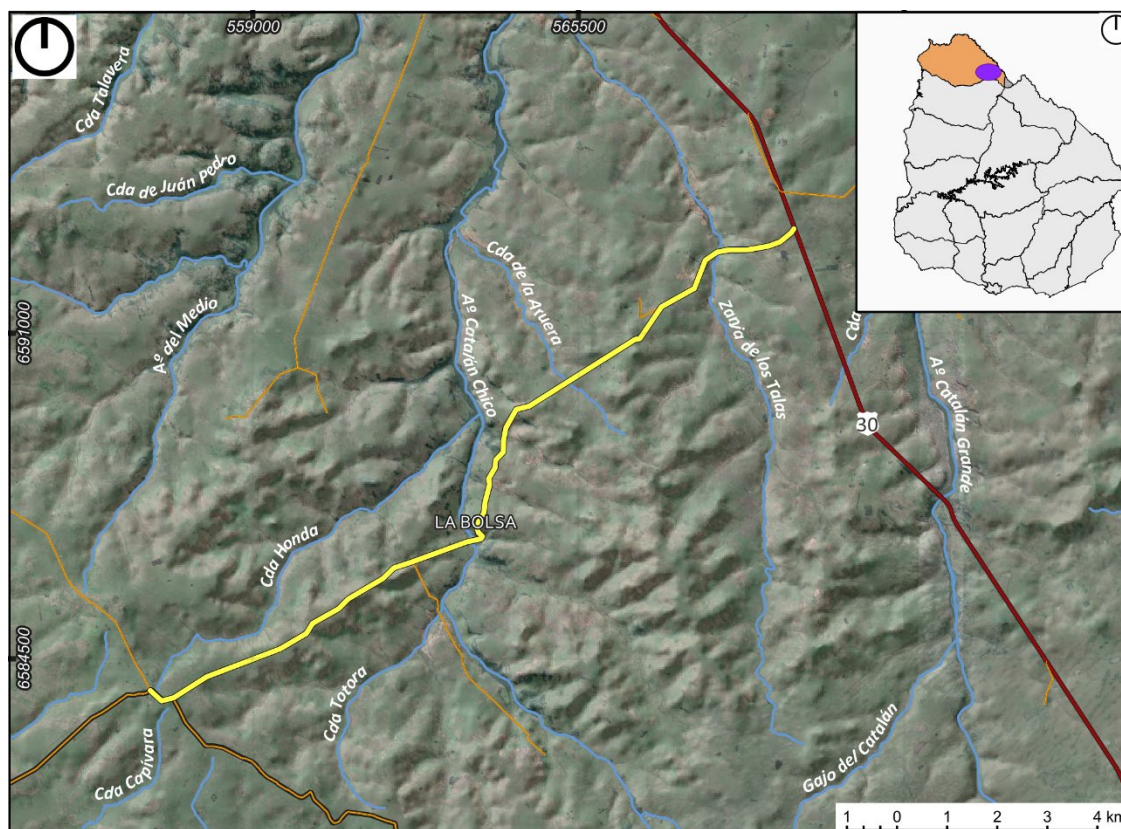 559000
565500
Cda Talavera
Cda de Juán Pedro
Cda de la Aruera
6591000
Aº del Medio
Aº Catalán Chico
Zanja de los Talas
Cda
Aº Catalán Grande
30
LA BOLSA
Cda Honda
6584500
Cda Totora
Cda Capívara
Gajo del Catalán
1 0 1 2 3 4 km